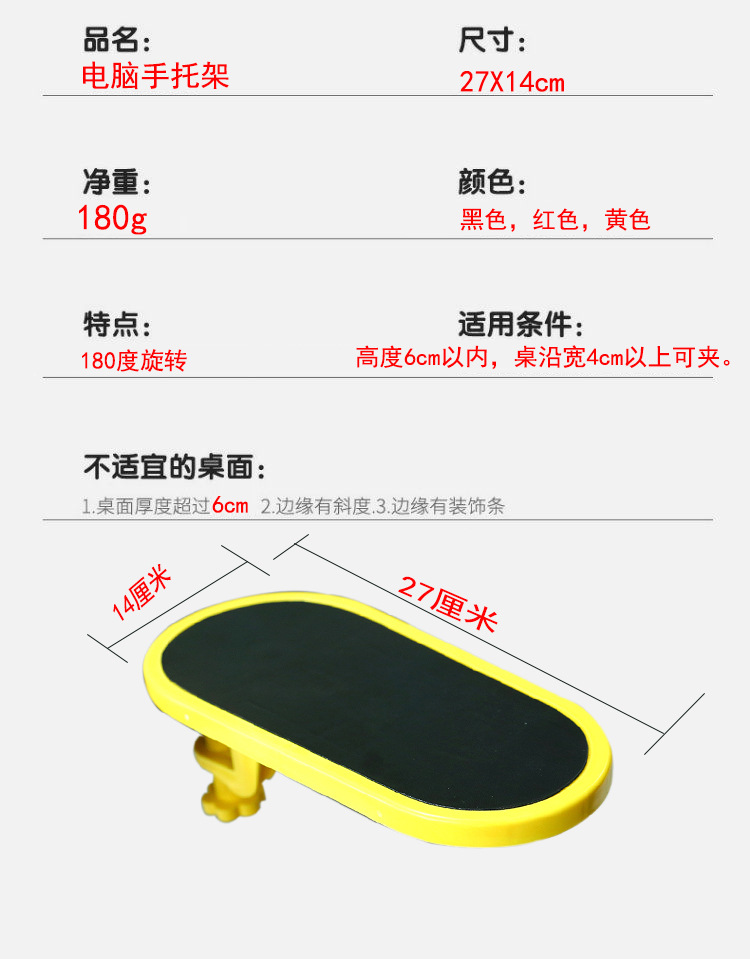 品名:
电脑手托架
尺寸:
27X14cm
净重:
180g
颜色:
黑色，红色，黄色
特点:
180度旋转
适用条件:
高度6cm以内，桌沿宽4cm以上可夹。
不适宜的桌面:
1.桌面厚度超过6cm 2.边缘有斜度.3.边缘有装饰条
14厘米
27厘米